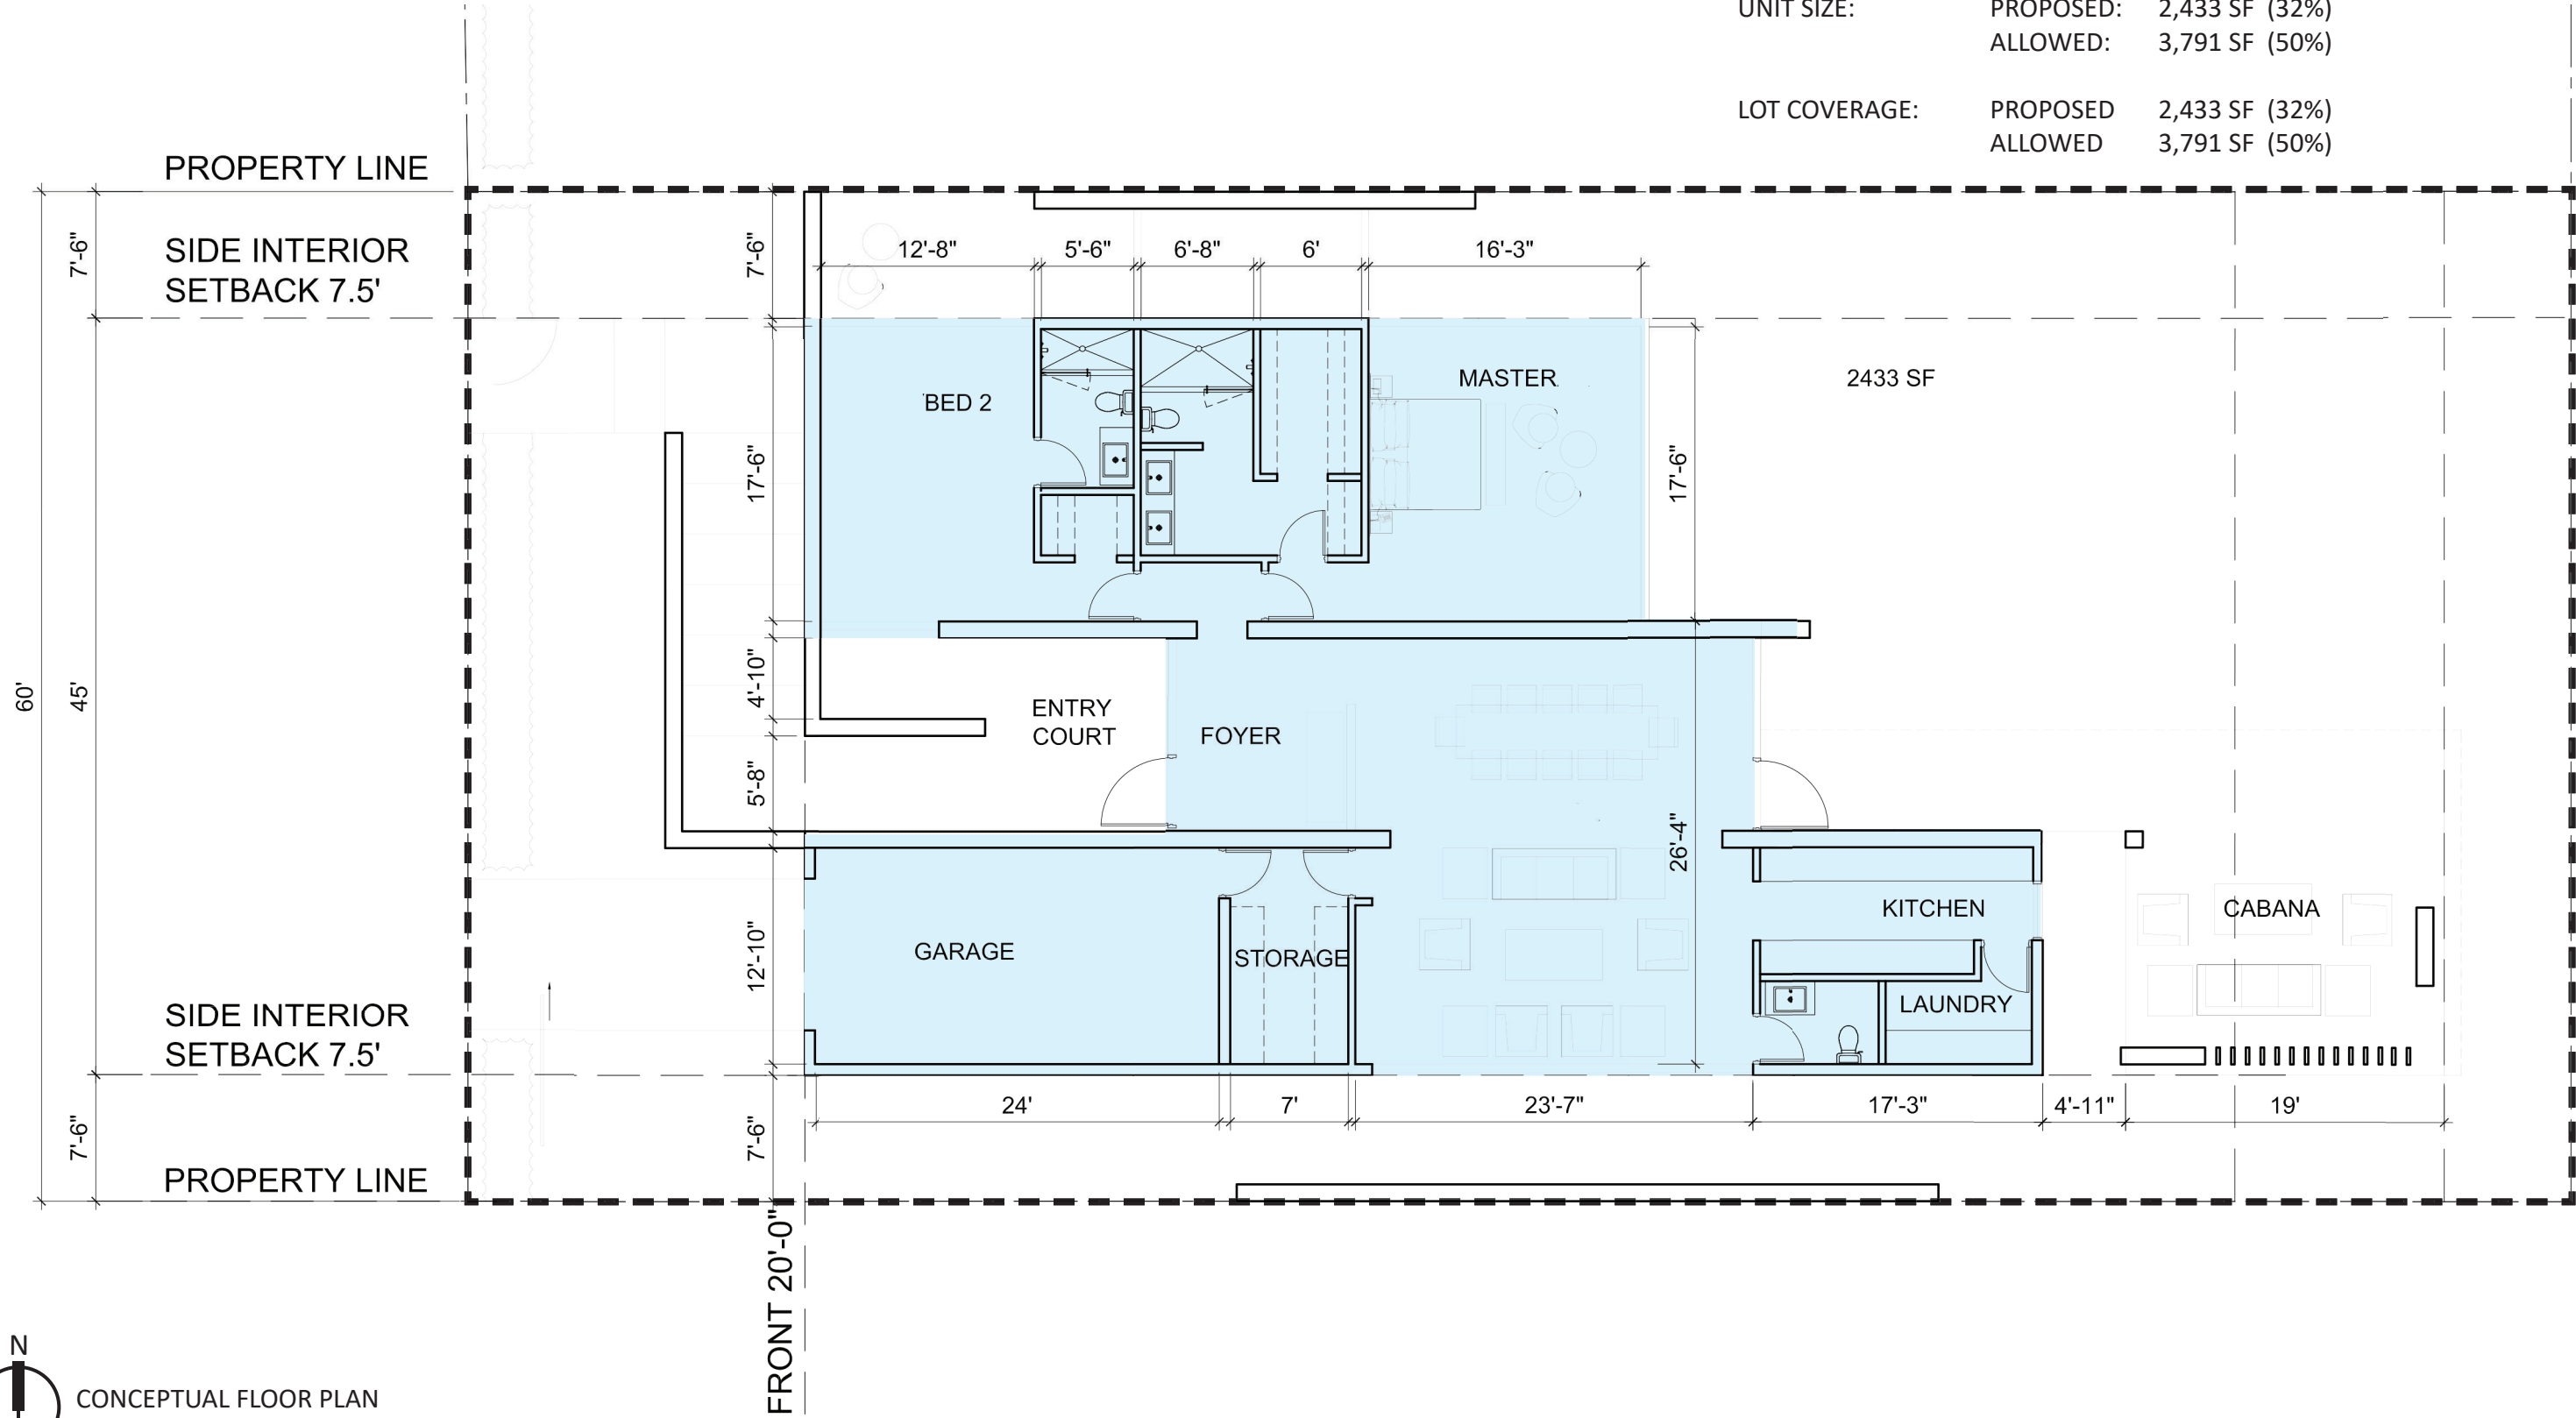 UNIT SIZE: PROPOSED: 2,433 SF (32%)
ALLOWED: 3,791 SF (50%)
LOT COVERAGE: PROPOSED 2,433 SF (32%)
ALLOWED 3,791 SF (50%)
PROPERTY LINE
SIDE INTERIOR
SETBACK 7.5'
7'-6"
7'-6"
12'-8"
5'-6"
6'-8"
6'
16'-3"
BED 2
MASTER
2433 SF
17'-6"
17'-6"
60'
45'
4'-10"
ENTRY
COURT
FOYER
5'-8"
26'-4"
KITCHEN
CABANA
GARAGE
STORAGE
12'-10"
LAUNDRY
SIDE INTERIOR
SETBACK 7.5'
24'
7'
23'-7"
17'-3"
4'-11"
19'
7'-6"
7'-6"
PROPERTY LINE
FRONT 20'-0"
N
CONCEPTUAL FLOOR PLAN